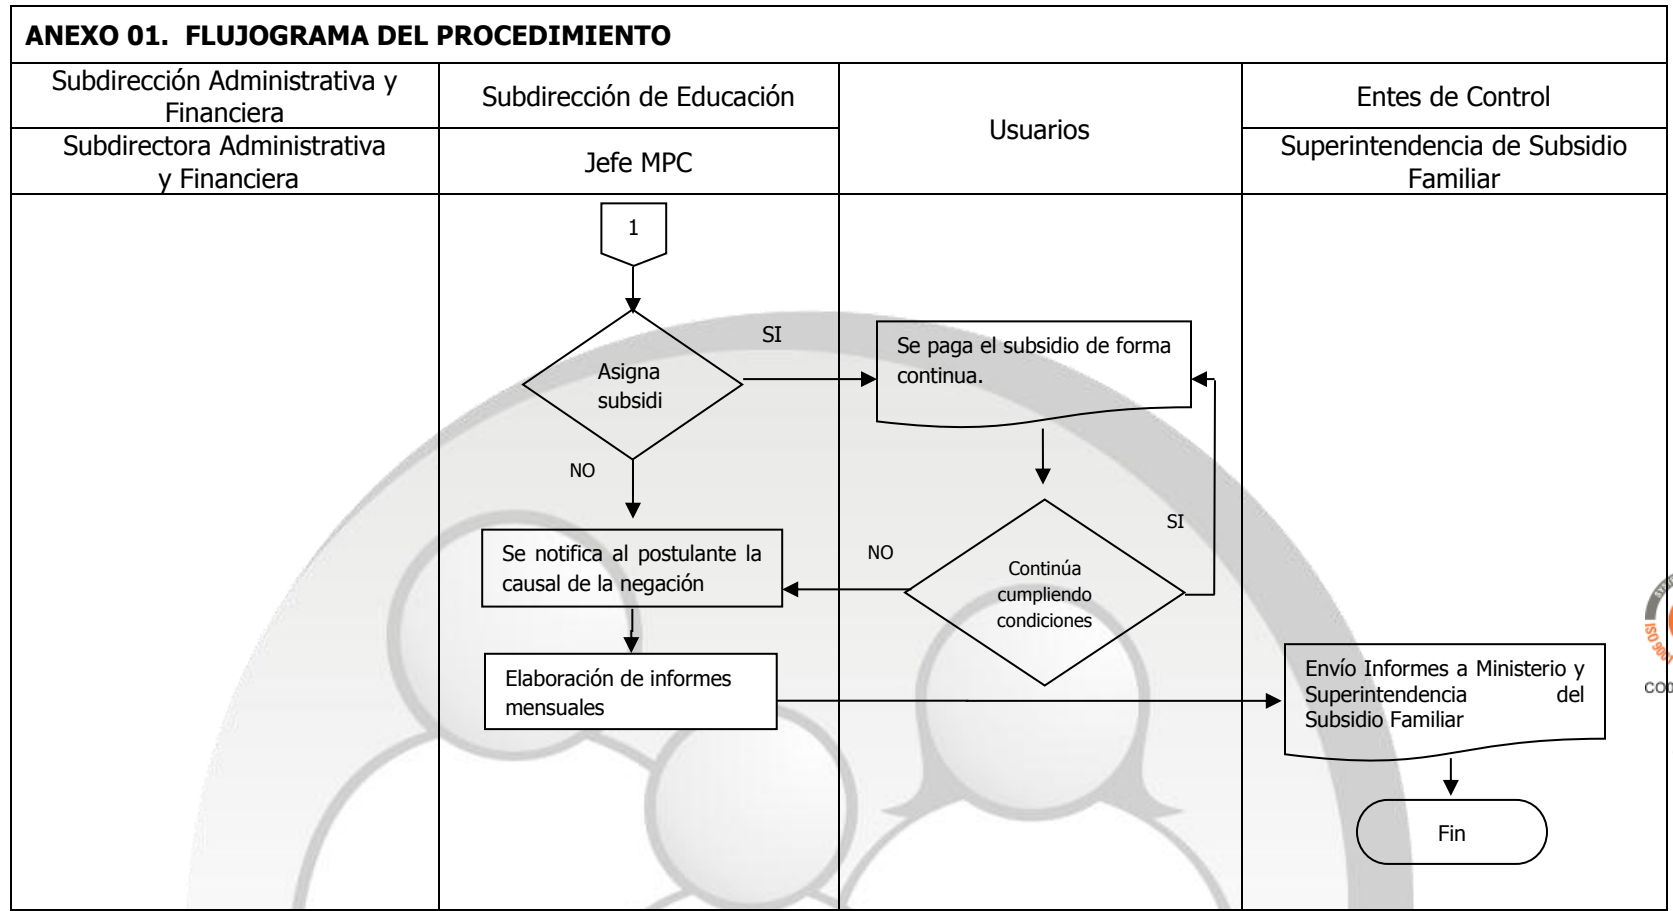 ANEXO 01. FLUJOGRAMA DEL PROCEDIMIENTO
Subdirección Administrativa y
Financiera
Subdirección de Educación
Usuarios
Entes de Control
Subdirectora Administrativa
y Financiera
Jefe MPC
Superintendencia de Subsidio
Familiar
1
SI
Asigna
subsidi
Se paga el subsidio de forma
continua.
NO
SI
Se notifica al postulante la
causal de la negación
NO
Continúa
cumpliendo
condiciones
Elaboración de informes
mensuales
Envío Informes a Ministerio y
Superintendencia del
Subsidio Familiar
Fin
ISO 9001